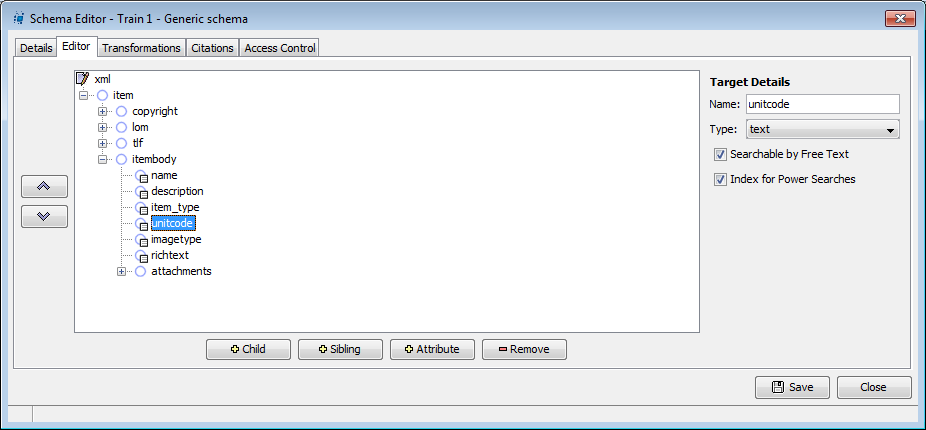 Schema Editor - Train 1 - Generic schema
Details Editor Transformations Citations Access Control
xml
item
copyright
lom
tlf
itembody
name
description
item_type
unitcode
imagetype
richtext
attachments
Target Details
Name: unitcode
Type: text
Searchable by Free Text
Index for Power Searches
Child Sibling Attribute Remove
Save Close